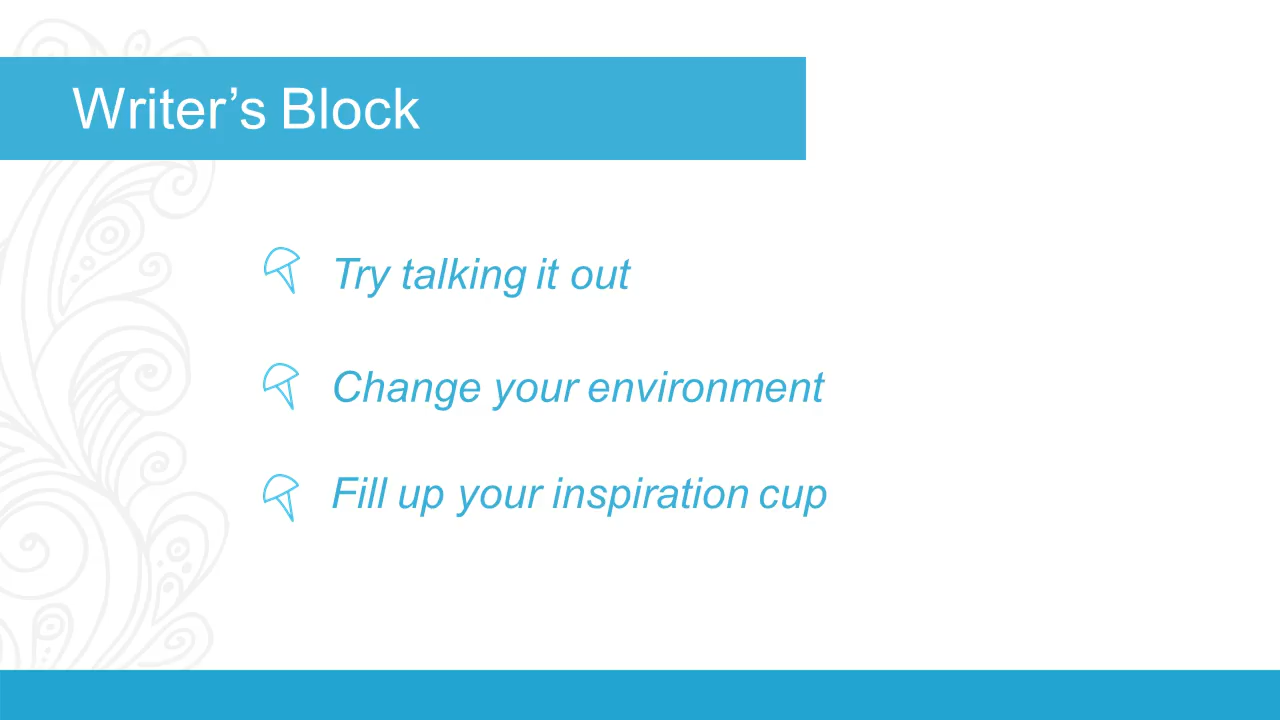 Writer’s Block
Try talking it out
Change your environment
Fill up your inspiration cup